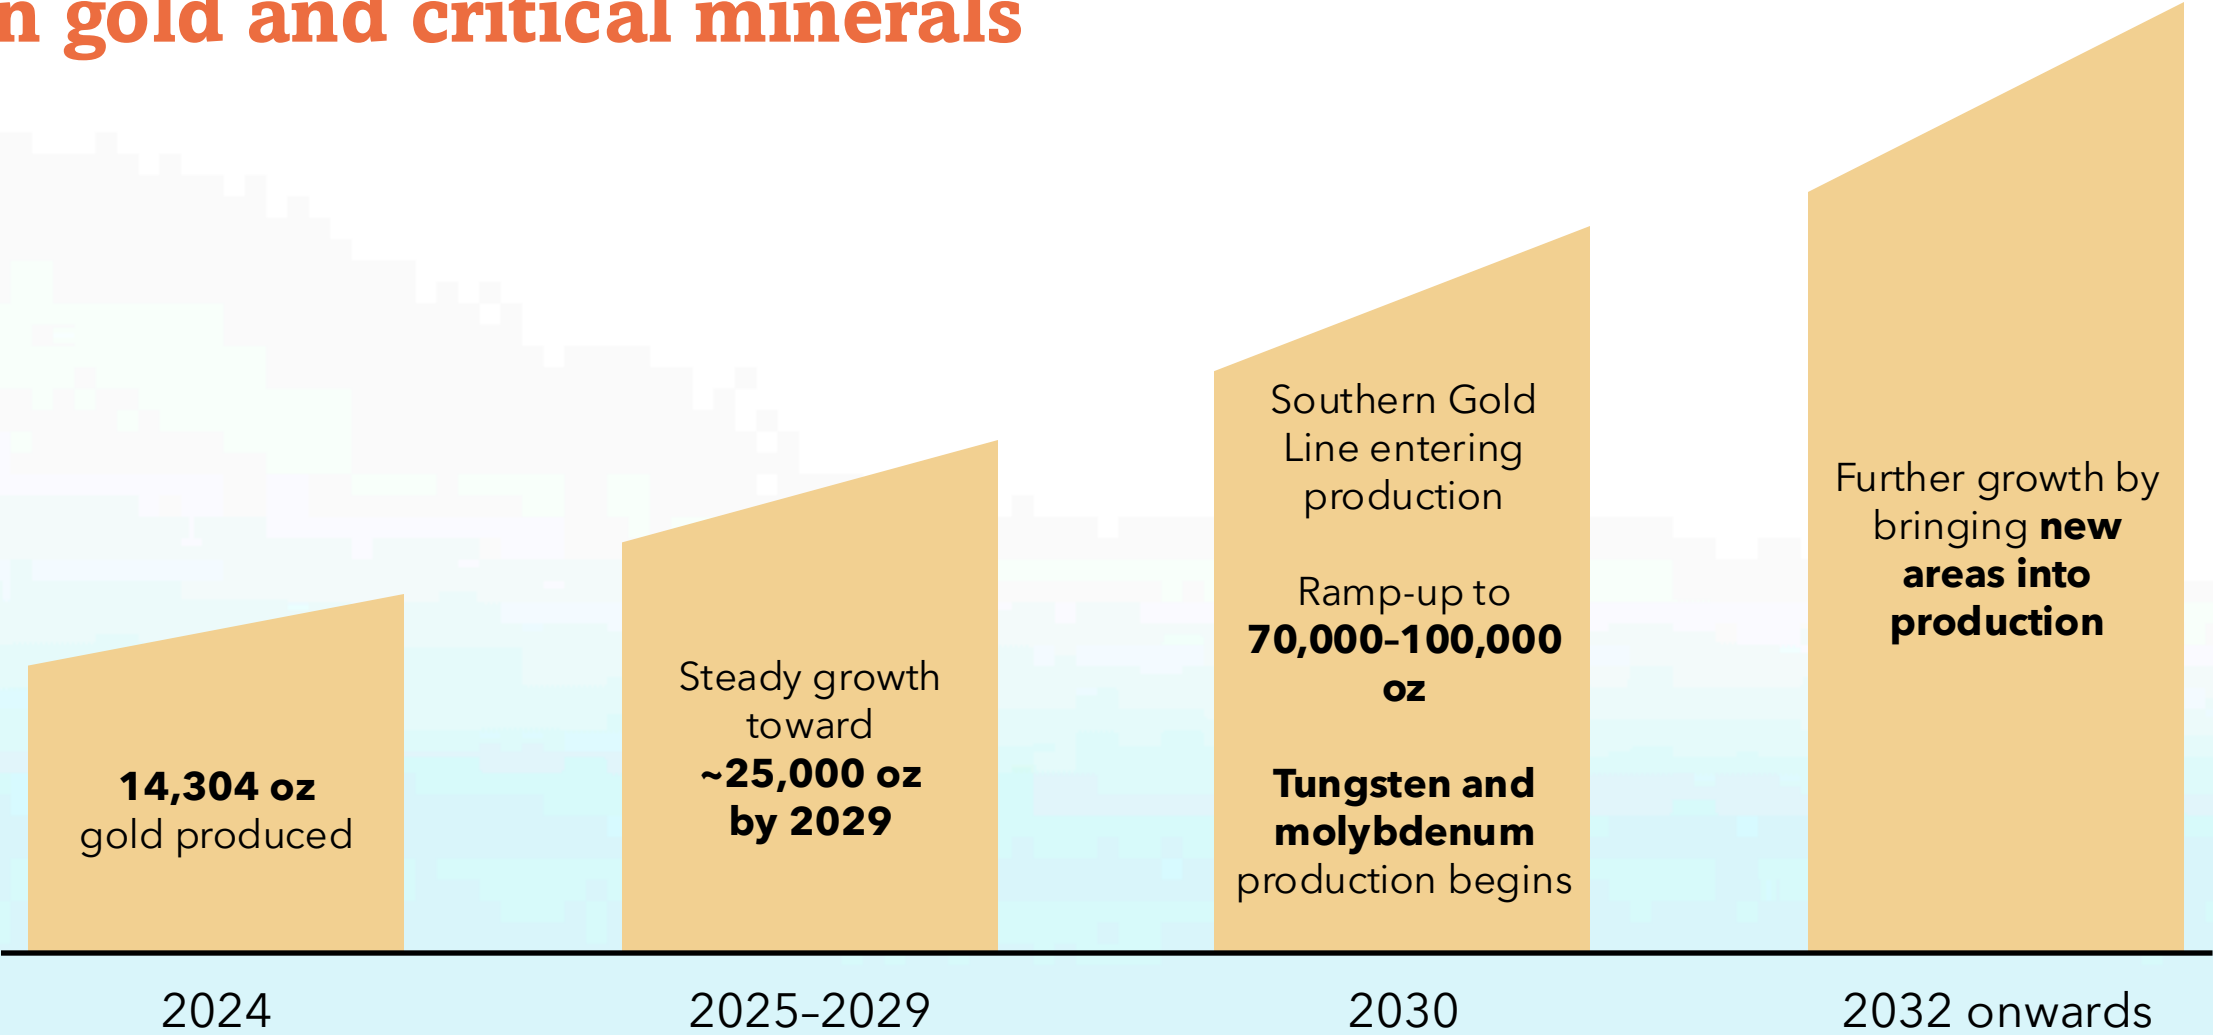 n gold and critical minerals
14,304 oz
gold produced
2024
Steady growth
toward
~25,000 oz
by 2029
2025–2029
Southern Gold
Line entering
production
Ramp-up to
70,000–100,000
oz
Tungsten and
molybdenum
production begins
2030
Further growth by
bringing new
areas into
production
2032 onwards